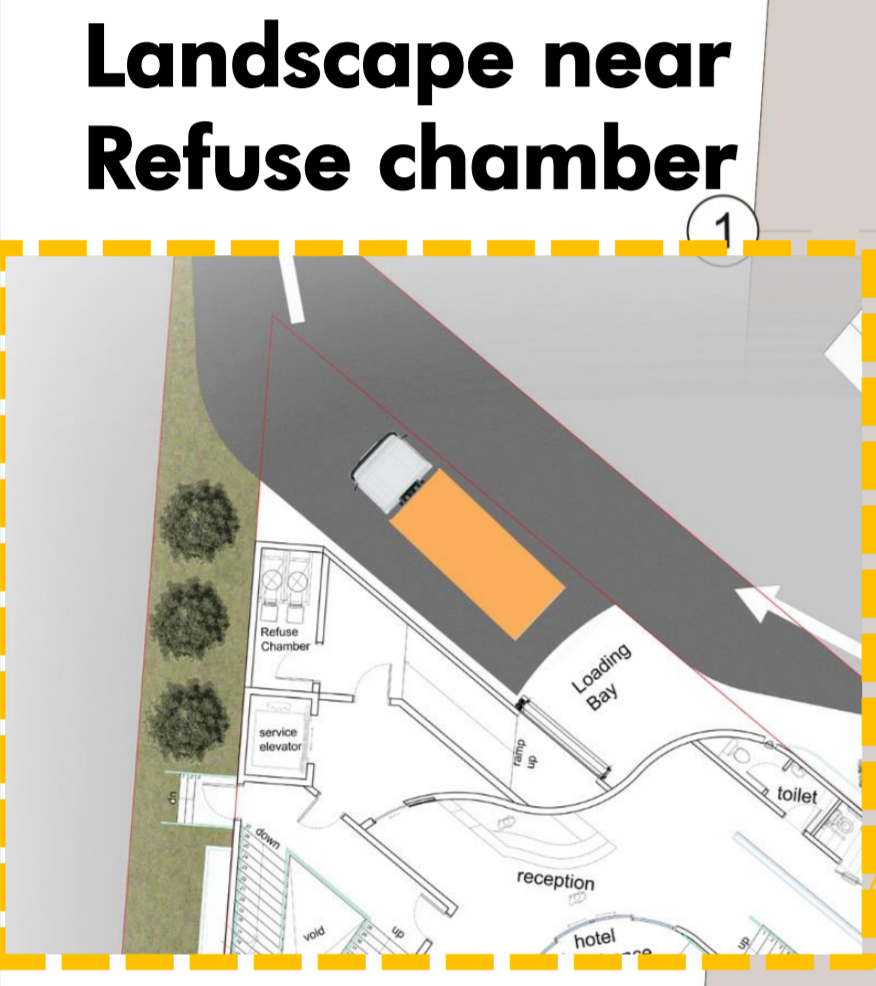 Landscape near
Refuse chamber
1
Refuse
Chamber
Loading
Bay
service
elevator
ramp
up
toilet
dn
down
reception
void
up
hotel
up